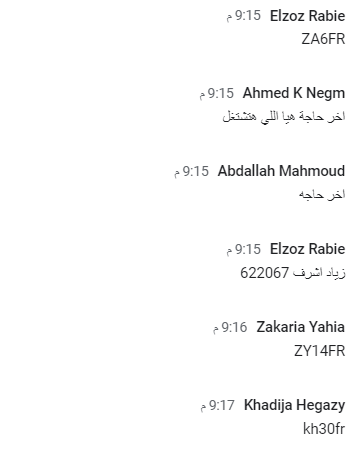 Elzoz Rabie 9:15 م
ZA6FR
Ahmed K Negm 9:15 م
اخر حاجة هيا اللي هتشتغل
Abdallah Mahmoud 9:15 م
اخر حاجه
Elzoz Rabie 9:15 م
زياد اشرف 622067
Zakaria Yahia 9:16 م
ZY14FR
Khadija Hegazy 9:17 م
kh30fr